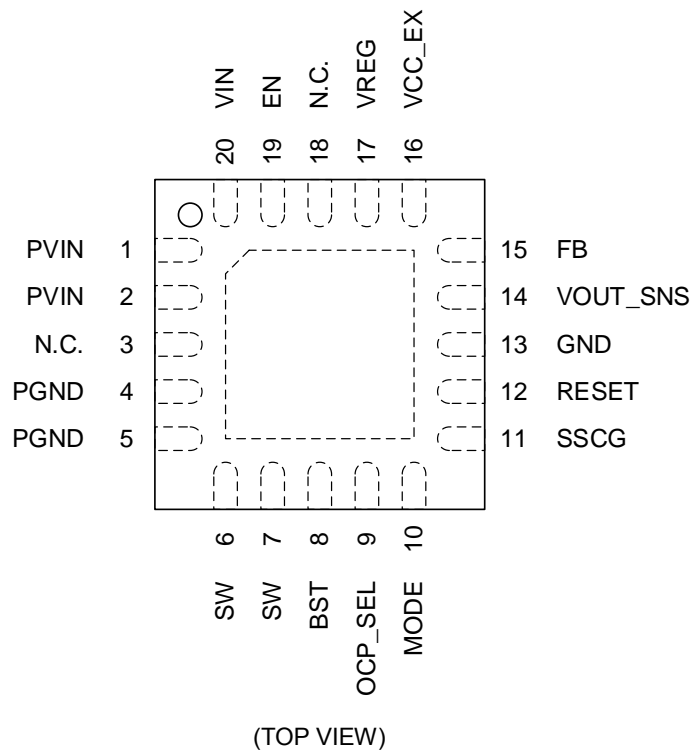 VIN
EN
N.C.
VREG
VCC_EX
20
19
18
17
16
PVIN 1
PVIN 2
N.C. 3
PGND 4
PGND 5
15 FB
14 VOUT_SNS
13 GND
12 RESET
11 SSCG
6
7
8
9
10
SW
SW
BST
OCP_SEL
MODE
(TOP VIEW)